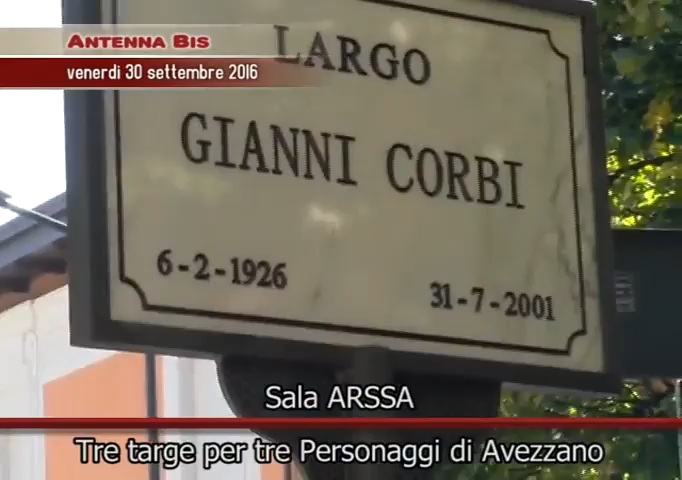 Antenna Bis
venerdi 30 settembre 2016
LARGO
GIANNI CORBI
6-2-1926
31-7-2001
Sala ARSSA
Tre targe per tre Personaggi di Avezzano